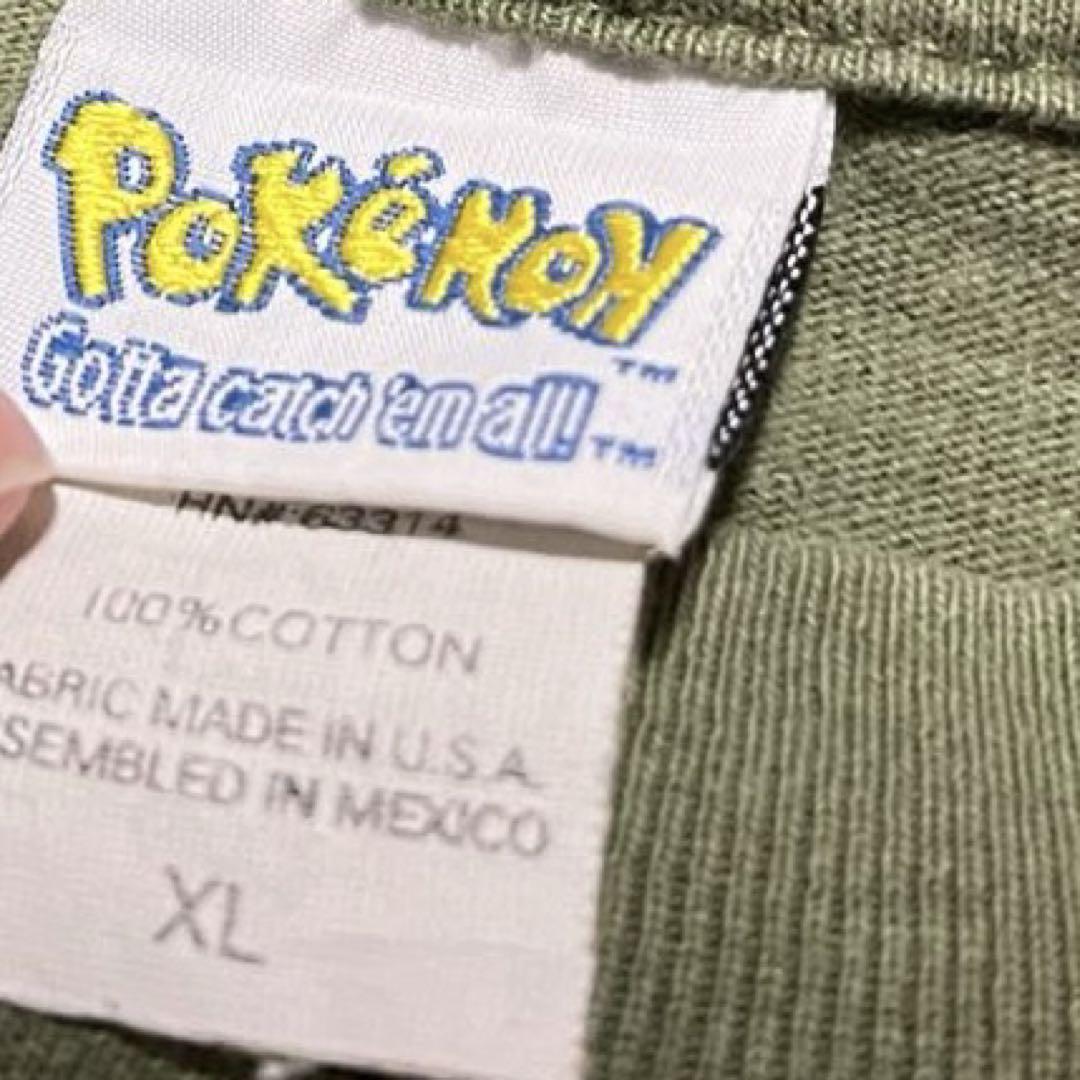 POKéMON
™
Gotta catch 'em all!
™
RN#:63314
100% COTTON
ABRIC MADE IN U.S.A.
SEMBLED IN MEXICO
XL